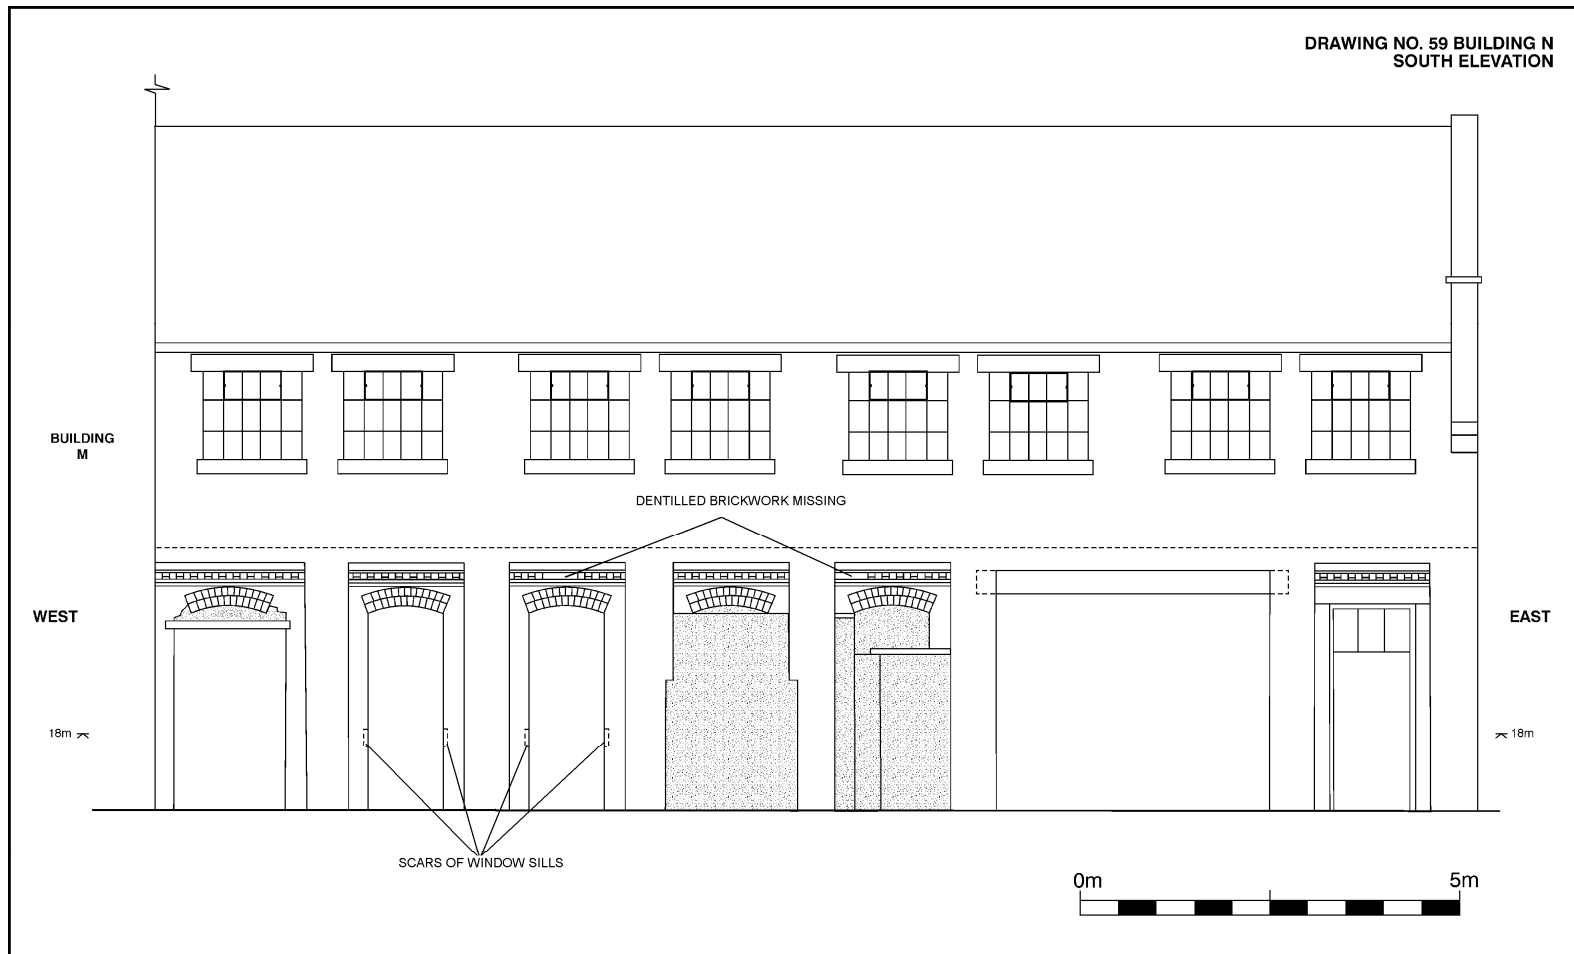 DRAWING NO. 59 BUILDING N
SOUTH ELEVATION
BUILDING
M
DENTILLED BRICKWORK MISSING
WEST
EAST
18m
18m
SCARS OF WINDOW SILLS
0m
5m